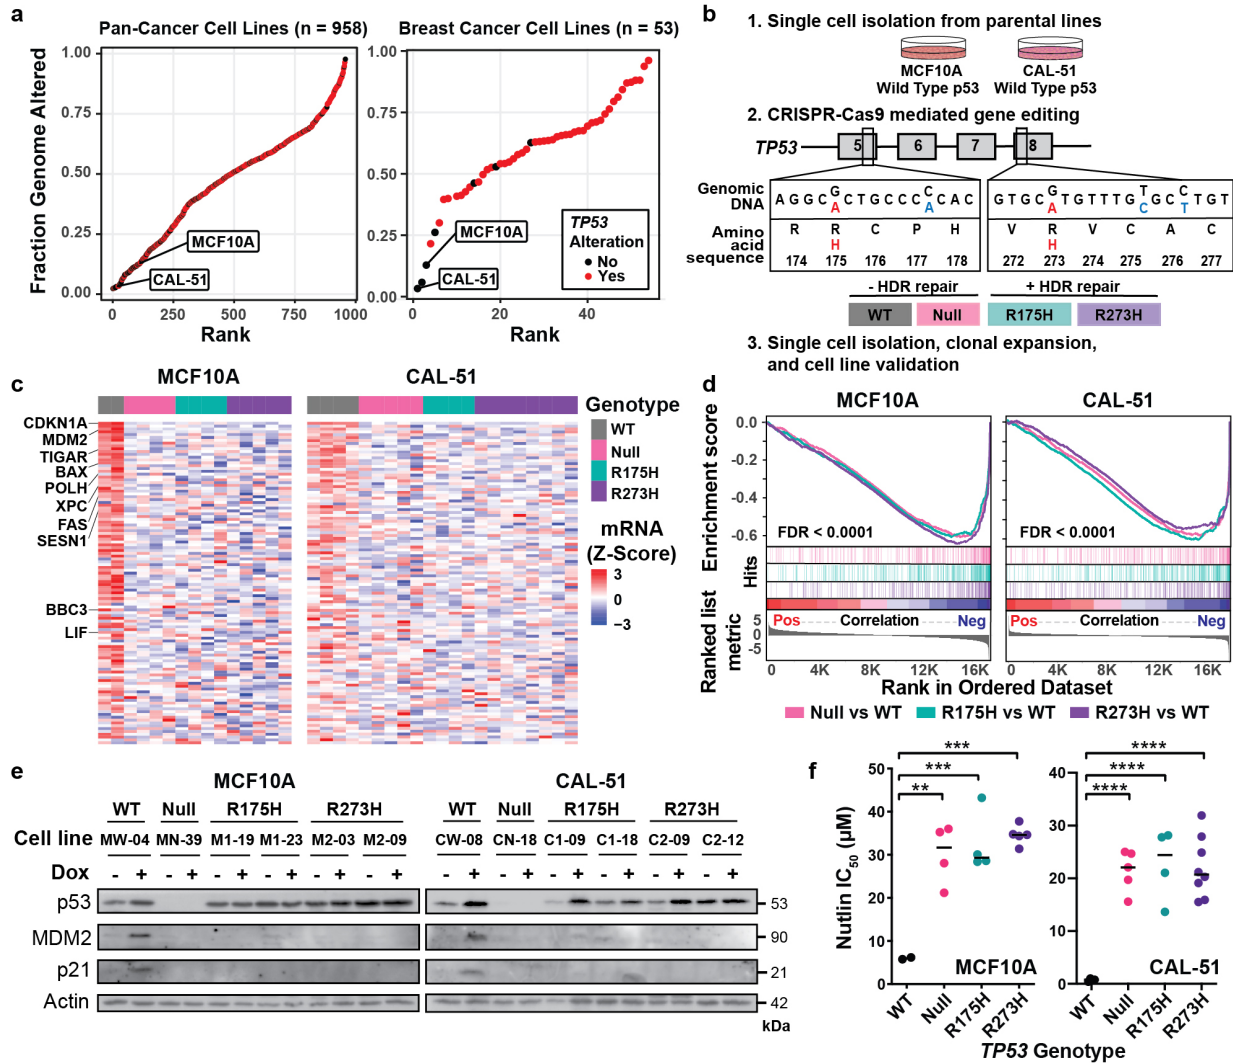 a
Pan-Cancer Cell Lines (n = 958)
Breast Cancer Cell Lines (n = 53)
Fraction Genome Altered
1.00
0.75
0.50
0.25
0.00
MCF10A
CAL-51
0
250
500
750
1000
Rank
1.00
0.75
0.50
0.25
0.00
MCF10A
CAL-51
TP53
Alteration
No
Yes
0
20
40
Rank
b
1. Single cell isolation from parental lines
MCF10A
Wild Type p53
CAL-51
Wild Type p53
2. CRISPR-Cas9 mediated gene editing
TP53
5
6
7
8
Genomic
DNA
A G G C G C T G C C C C C A C
A A
G T G C G T G T T T G T G C C T G T
A C T
Amino
acid
sequence
R R C P H
H
174 175 176 177 178
V R V C A C
H
272 273 274 275 276 277
- HDR repair
+ HDR repair
WT
Null
R175H
R273H
3. Single cell isolation, clonal expansion,
and cell line validation
c
MCF10A
CAL-51
CDKN1A
MDM2
TIGAR
BAX
POLH
XPC
FAS
SESN1
BBC3
LIF
Genotype
WT
Null
R175H
R273H
mRNA
(Z-Score)
3
0
−3
d
MCF10A
CAL-51
Enrichment score
0.0
-0.2
-0.4
-0.6
FDR < 0.0001
FDR < 0.0001
Hits
Ranked list
metric
5
0
-5
Pos
Correlation
Neg
Pos
Correlation
Neg
0 4K 8K 12K 16K
0 4K 8K 12K 16K
Rank in Ordered Dataset
Null vs WT
R175H vs WT
R273H vs WT
e
MCF10A
CAL-51
WT Null R175H R273H
WT Null R175H R273H
Cell line
MW-04 MN-39 M1-19 M1-23 M2-03 M2-09
CW-08 CN-18 C1-09 C1-18 C2-09 C2-12
Dox
- + - + - + - + - + - +
- + - + - + - + - + - +
p53
53
MDM2
90
p21
21
Actin
42
kDa
f
Nutlin IC50 (µM)
50
40
30
20
10
0
**
***
***
MCF10A
WT
Null
R175H
R273H
40
30
20
10
0
****
****
****
CAL-51
WT
Null
R175H
R273H
TP53 Genotype